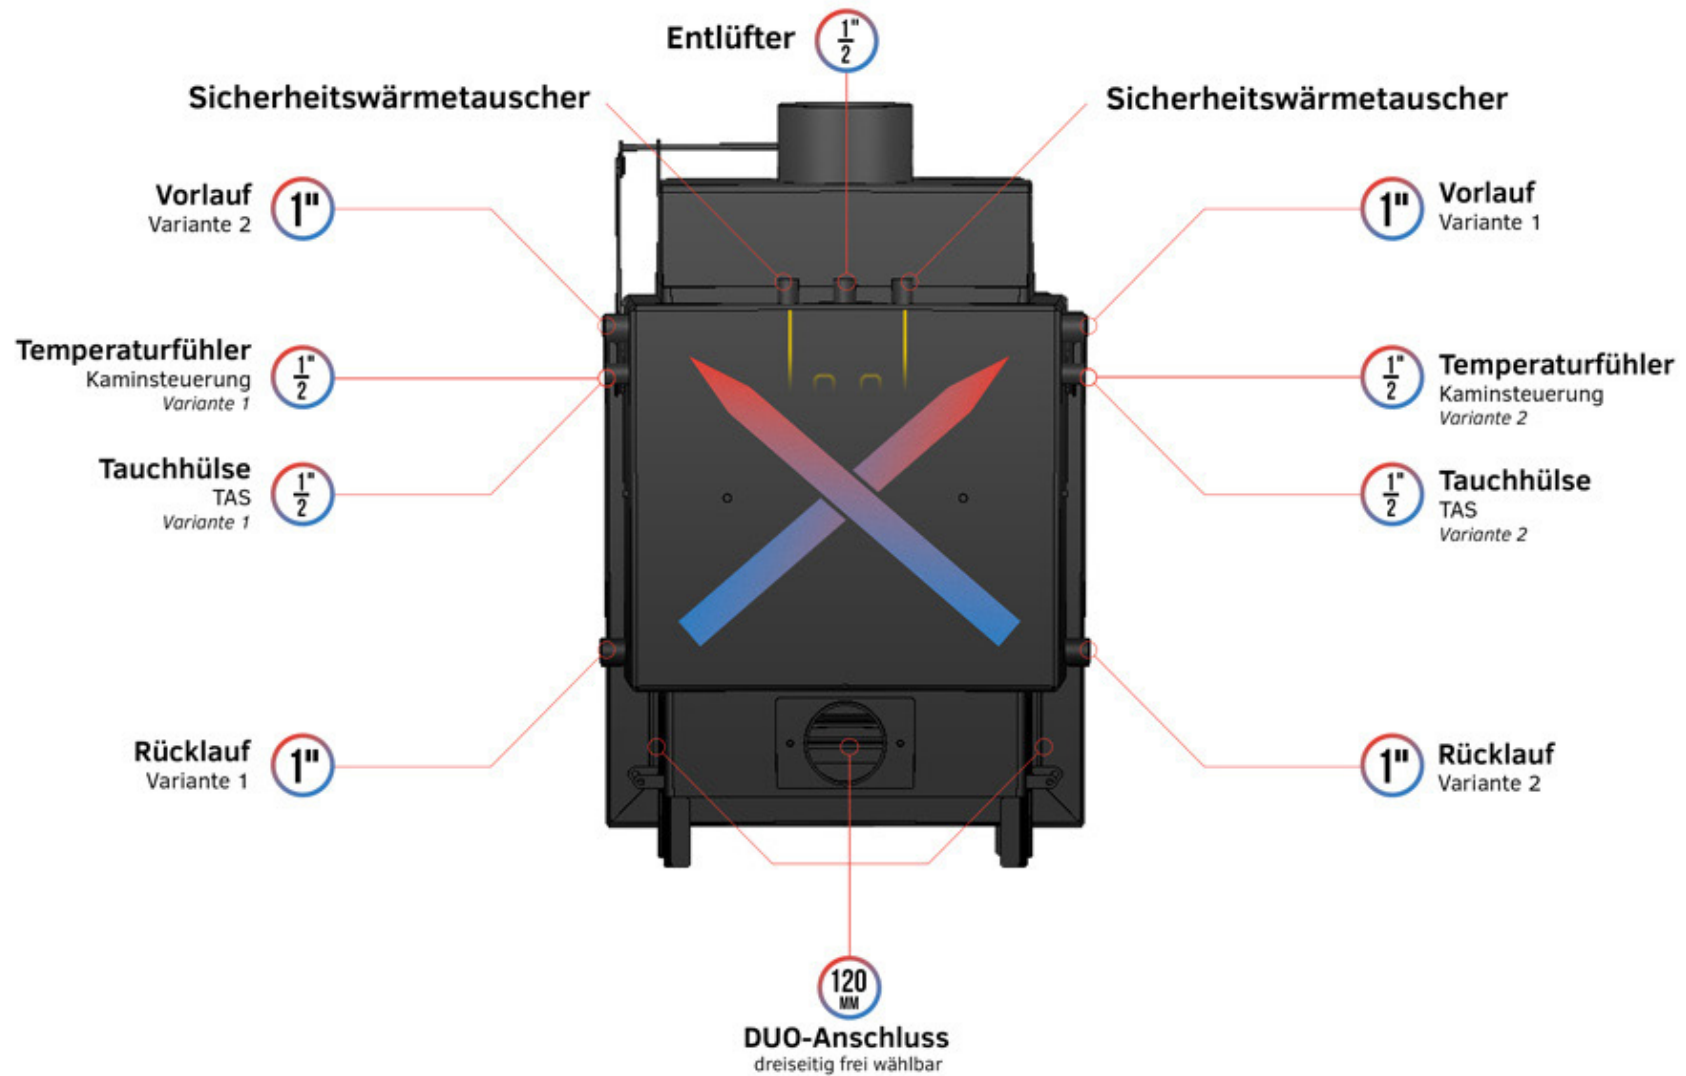 Entlüfter
1"
2
Sicherheitswärmetauscher
Sicherheitswärmetauscher
Vorlauf
Variante 2
1"
1"
Vorlauf
Variante 1
Temperaturfühler
Kaminsteuerung
Variante 1
1"
2
1"
2
Temperaturfühler
Kaminsteuerung
Variante 2
Tauchhülse
TAS
Variante 1
1"
2
1"
2
Tauchhülse
TAS
Variante 2
Rücklauf
Variante 1
1"
1"
Rücklauf
Variante 2
120
MM
DUO-Anschluss
dreiseitig frei wählbar